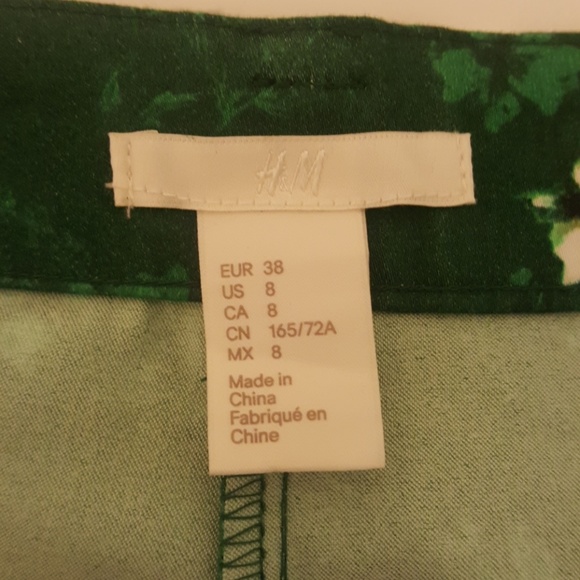 H&M
EUR 38
US 8
CA 8
CN 165/72A
MX 8
Made in
China
Fabriqué en
Chine